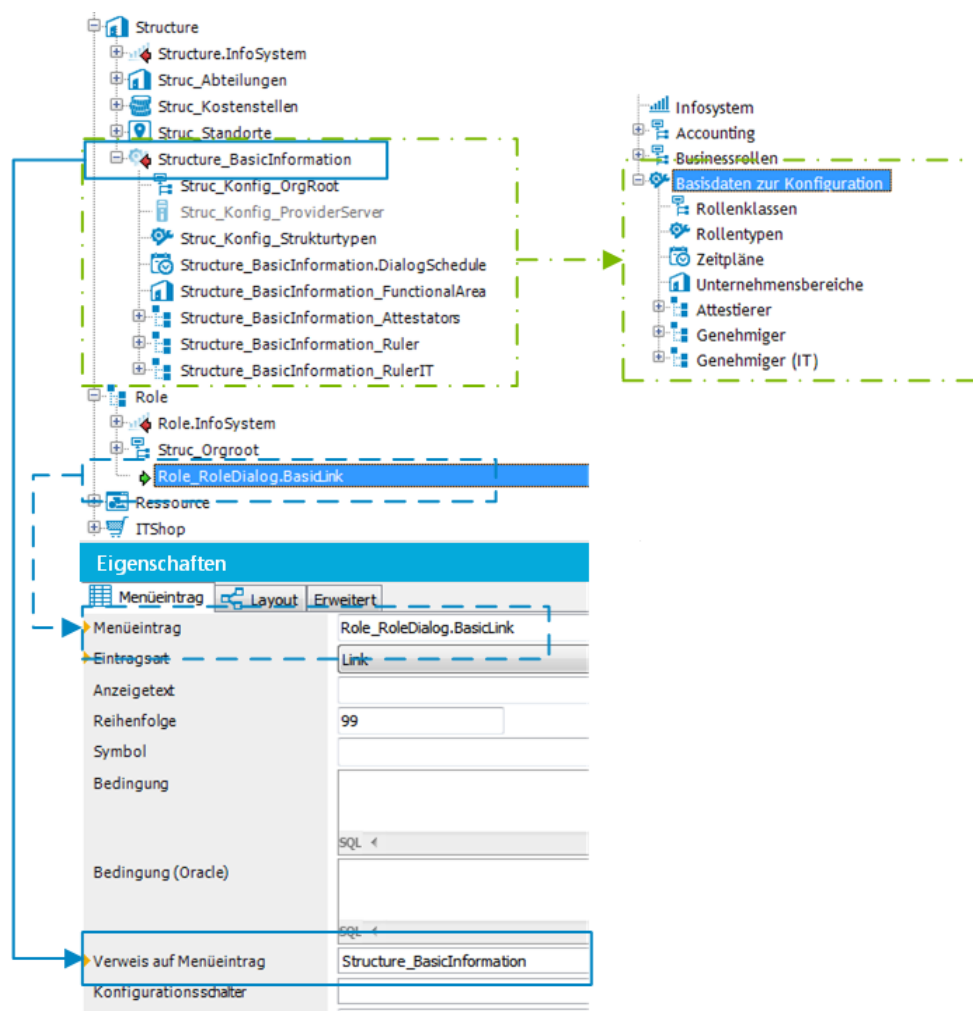 Structure
Structure.InfoSystem
Struc_Abteilungen
Struc_Kostenstellen
Struc_Standorte
Structure_BasicInformation
Struc_Konfig_OrgRoot
Struc_Konfig_ProviderServer
Struc_Konfig_Strukturtypen
Structure_BasicInformation.DialogSchedule
Structure_BasicInformation_FunctionalArea
Structure_BasicInformation_Attestators
Structure_BasicInformation_Ruler
Structure_BasicInformation_RulerIT
Role
Role.InfoSystem
Struc_Orgroot
Role_RoleDialog.BasicLink
Ressource
ITShop
Infosystem
Accounting
Businessrollen
Basisdaten zur Konfiguration
Rollenklassen
Rollentypen
Zeitpläne
Unternehmensbereiche
Attestierer
Genehmiger
Genehmiger (IT)
Eigenschaften
Menüeintrag Layout Erweitert
Menüeintrag Role_RoleDialog.BasicLink
Eintragsart Link
Anzeigetext
Reihenfolge 99
Symbol
Bedingung
SQL
Bedingung (Oracle)
SQL
Verweis auf Menüeintrag Structure_BasicInformation
Konfigurationsschalter